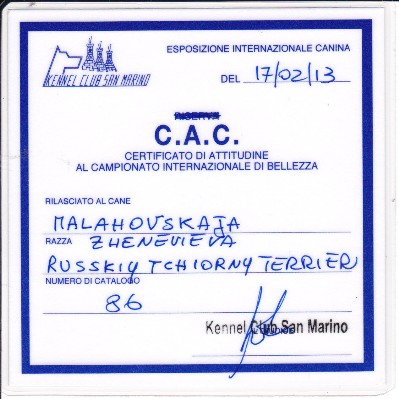 KENNEL CLUB SAN MARINO
ESPOSIZIONE INTERNAZIONALE CANINA
DEL 17/02/13
RISERVA
C.A.C.
CERTIFICATO DI ATTITUDINE
AL CAMPIONATO INTERNAZIONALE DI BELLEZZA
RILASCIATO AL CANE
MALAHOVSKAJA
ZHENEVIEVA
RAZZA
RUSSKIY TCHIORNY TERRIER
NUMERO DI CATALOGO
86
Kennel Club San Marino